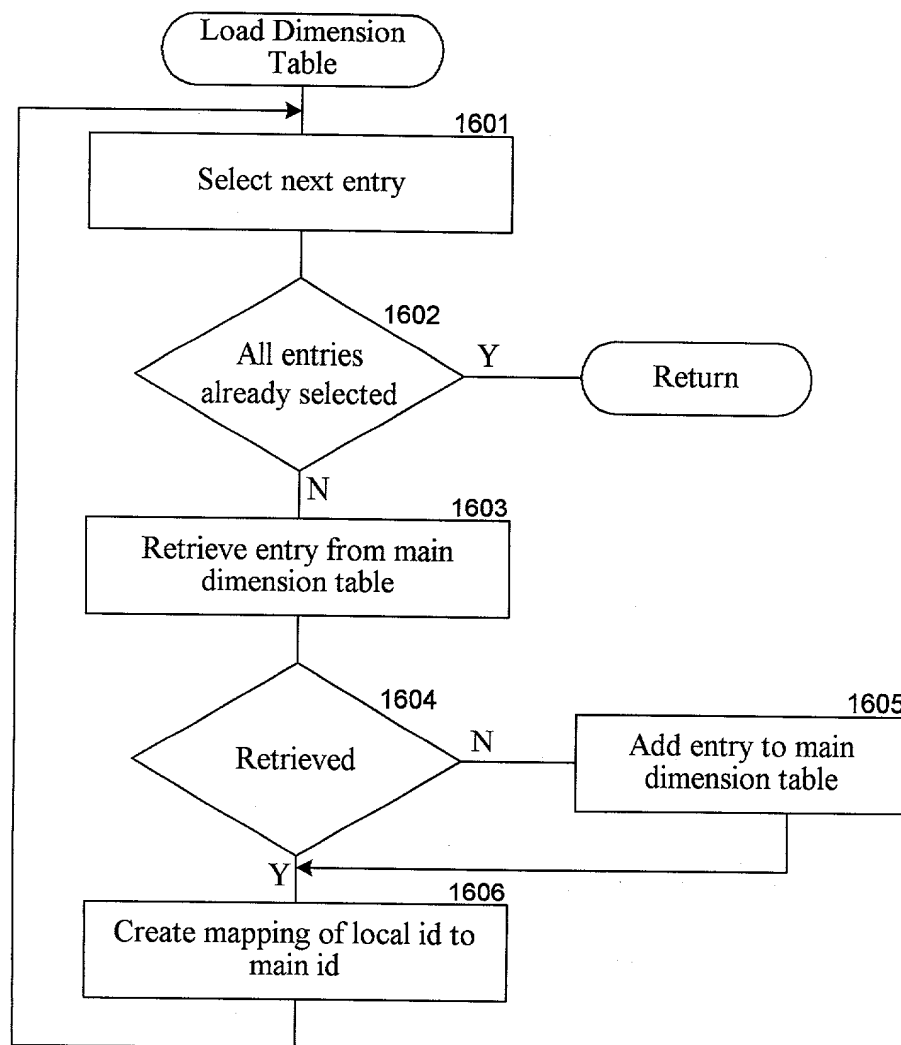 Load Dimension
Table
1601
Select next entry
1602
All entries
already selected
Y
Return
N
1603
Retrieve entry from main
dimension table
1604
Retrieved
N
1605
Add entry to main
dimension table
Y
1606
Create mapping of local id to
main id